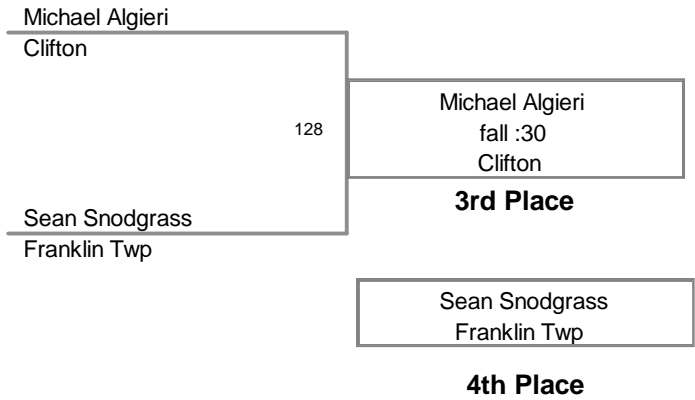 Michael Algieri
Clifton
128
Michael Algieri
fall :30
Clifton
3rd Place
Sean Snodgrass
Franklin Twp
Sean Snodgrass
Franklin Twp
4th Place